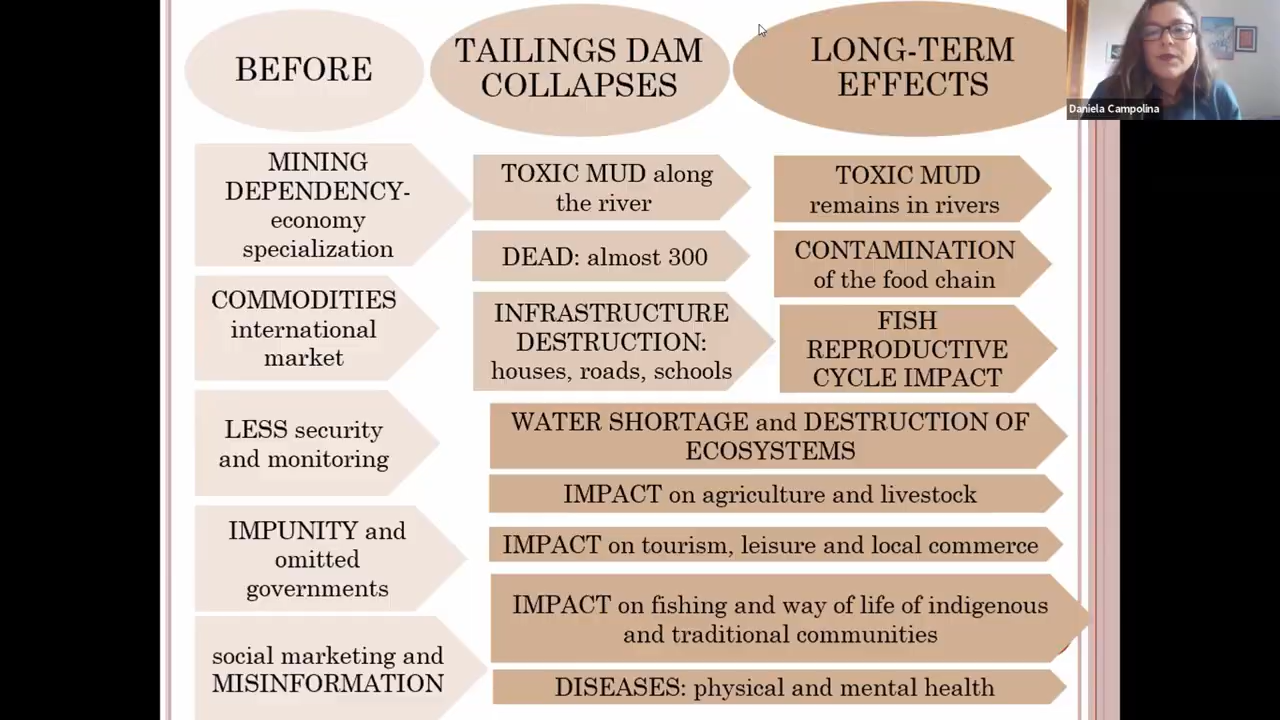 BEFORE
TAILINGS DAM
COLLAPSES
LONG-TERM
EFFECTS
Daniela Campolina
MINING
DEPENDENCY-
economy
specialization
COMMODITIES
international
market
LESS security
and monitoring
IMPUNITY and
omitted
governments
social marketing and
MISINFORMATION
TOXIC MUD along
the river
DEAD: almost 300
INFRASTRUCTURE
DESTRUCTION:
houses, roads, schools
TOXIC MUD
remains in rivers
CONTAMINATION
of the food chain
FISH
REPRODUCTIVE
CYCLE IMPACT
WATER SHORTAGE and DESTRUCTION OF
ECOSYSTEMS
IMPACT on agriculture and livestock
IMPACT on tourism, leisure and local commerce
IMPACT on fishing and way of life of indigenous
and traditional communities
DISEASES: physical and mental health